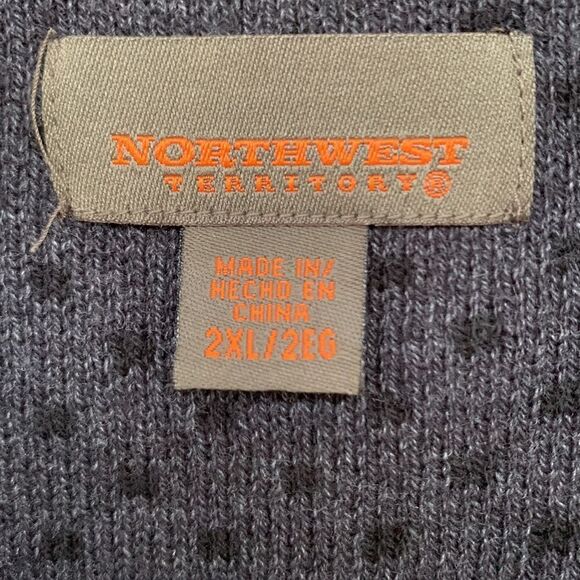 NORTHWEST
TERRITORY®
MADE IN/
HECHO EN
CHINA
2XL/2EG